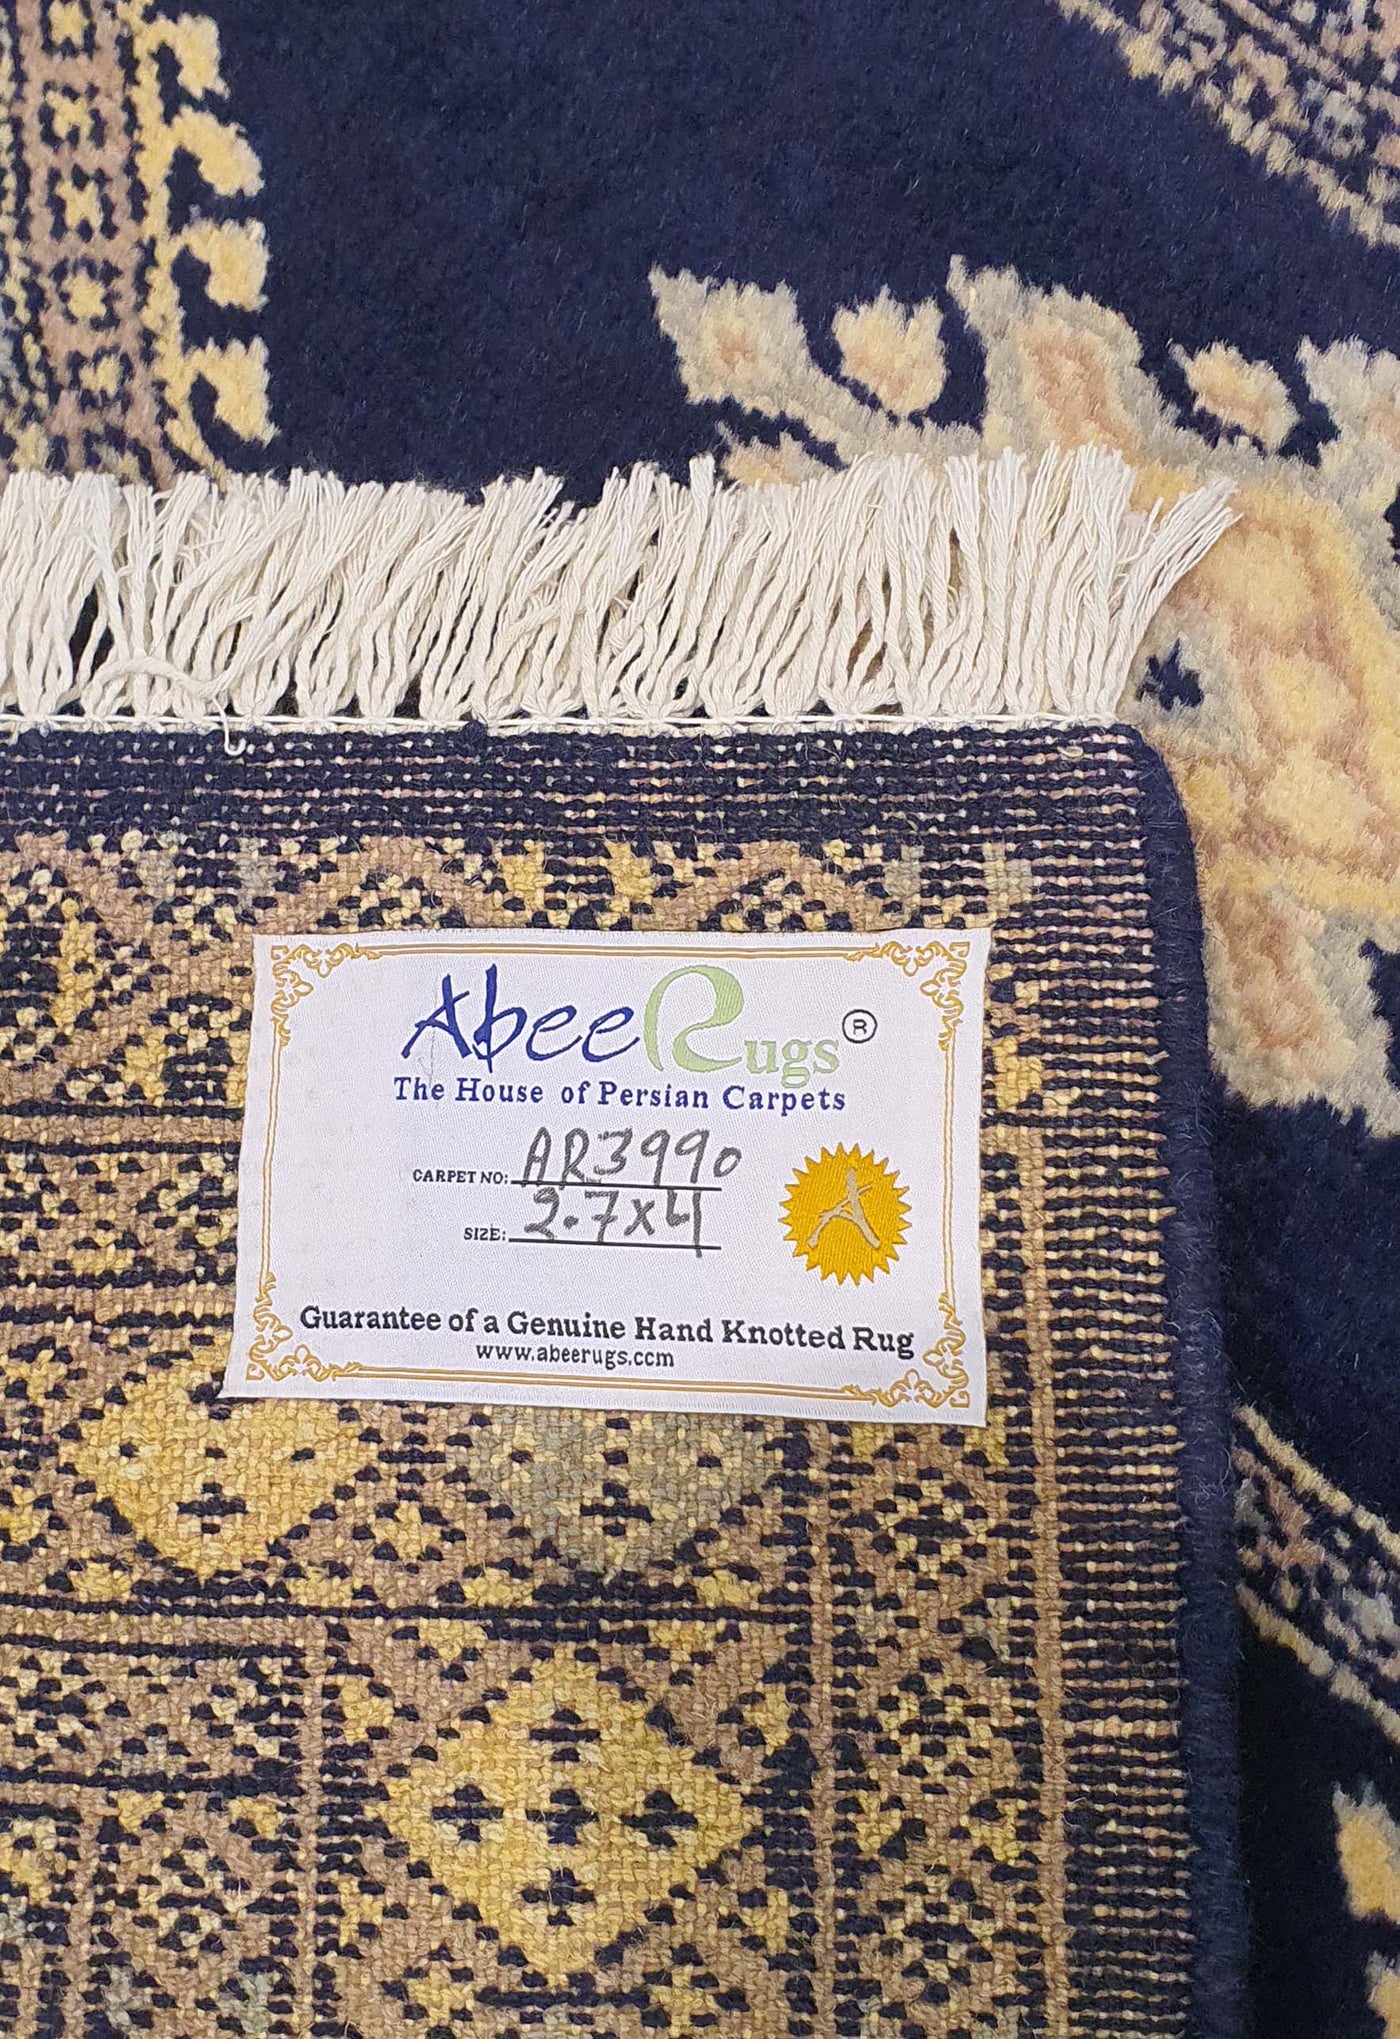 AbeeRugs ®
The House of Persian Carpets
CARPET NO: AR3990
SIZE: 2.7x4
A
Guarantee of a Genuine Hand Knotted Rug
www.abeerugs.com